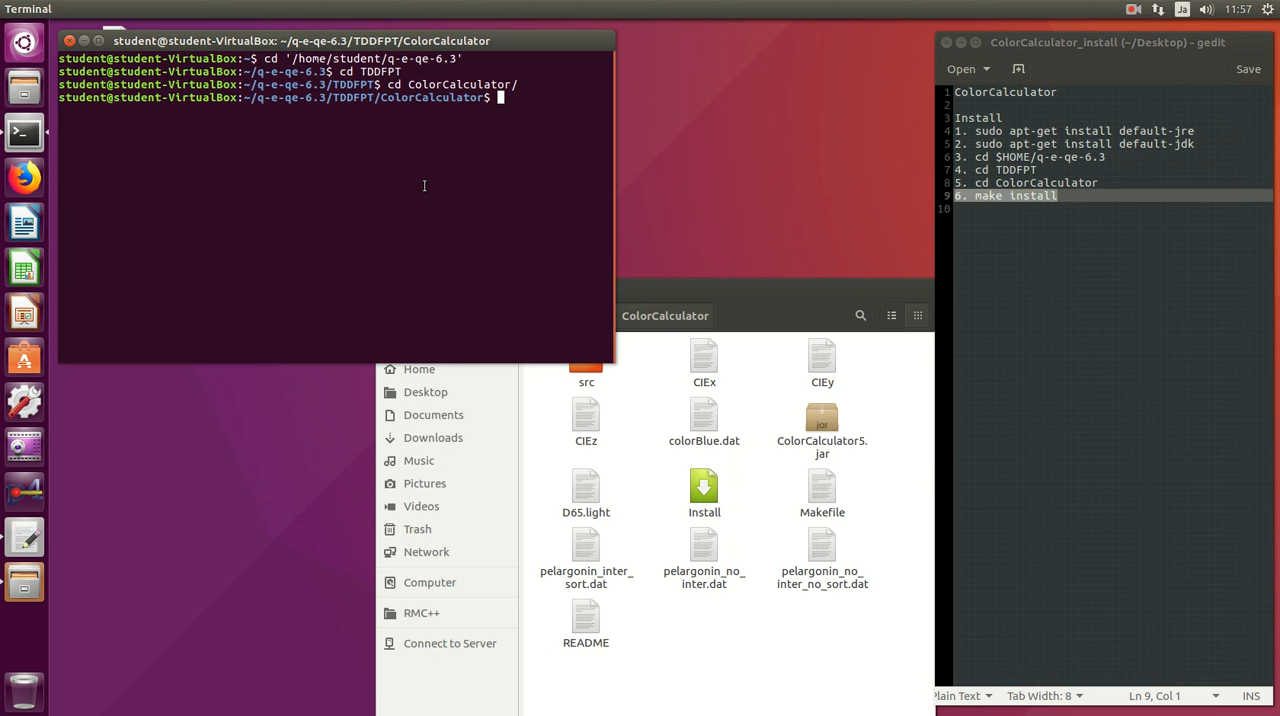 Terminal
Ja
11:57
student@student-VirtualBox: ~/q-e-qe-6.3/TDDFPT/ColorCalculator
student@student-VirtualBox:~$ cd '/home/student/q-e-qe-6.3'
student@student-VirtualBox:~/q-e-qe-6.3$ cd TDDFPT
student@student-VirtualBox:~/q-e-qe-6.3/TDDFPT$ cd ColorCalculator/
student@student-VirtualBox:~/q-e-qe-6.3/TDDFPT/ColorCalculator$
ColorCalculator
Home
Desktop
Documents
Downloads
Music
Pictures
Videos
Trash
Network
Computer
RMC++
Connect to Server
src
CIEx
CIEy
CIEz
colorBlue.dat
jar
ColorCalculator5.
jar
D65.light
Install
Makefile
pelargonin_inter_
sort.dat
pelargonin_no_
inter.dat
pelargonin_no_
inter_no_sort.dat
README
ColorCalculator_install (~/Desktop) - gedit
Open
Save
1 ColorCalculator
2
3 Install
4 1. sudo apt-get install default-jre
5 2. sudo apt-get install default-jdk
6 3. cd $HOME/q-e-qe-6.3
7 4. cd TDDFPT
8 5. cd ColorCalculator
9 6. make install
10
Plain Text
Tab Width: 8
Ln 9, Col 1
INS